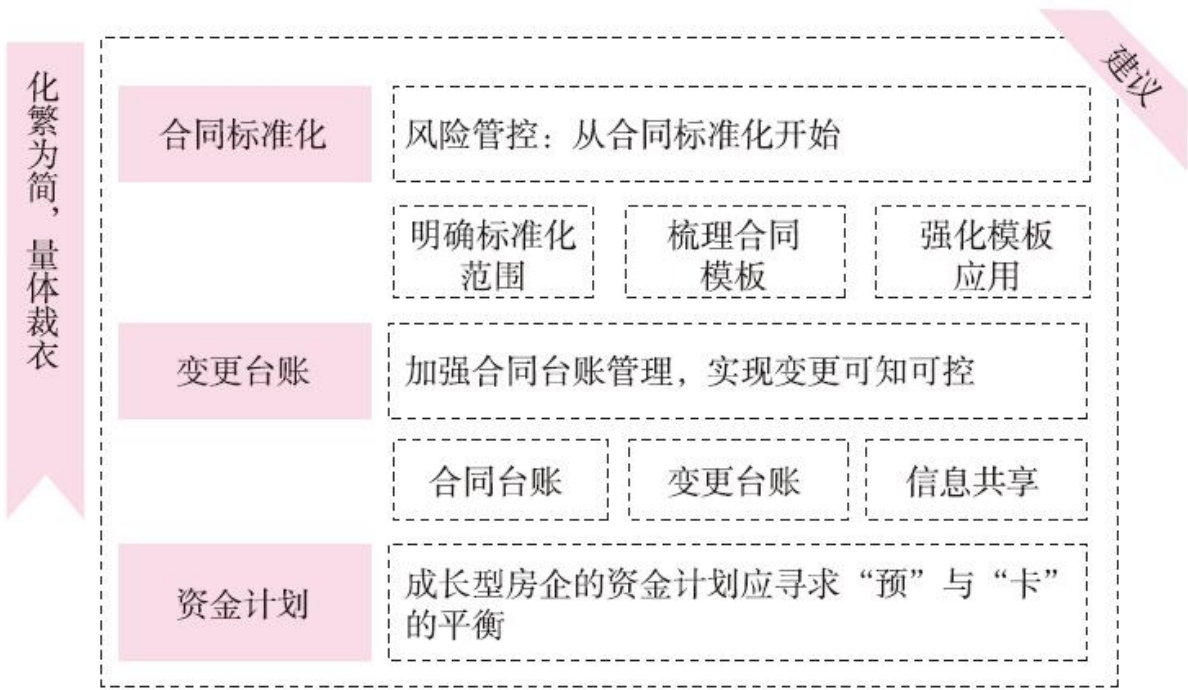 化繁为简，量体裁衣
建议
合同标准化
风险管控：从合同标准化开始
明确标准化
范围
梳理合同
模板
强化模板
应用
变更台账
加强合同台账管理，实现变更可知可控
合同台账
变更台账
信息共享
资金计划
成长型房企的资金计划应寻求“预”与“卡”
的平衡